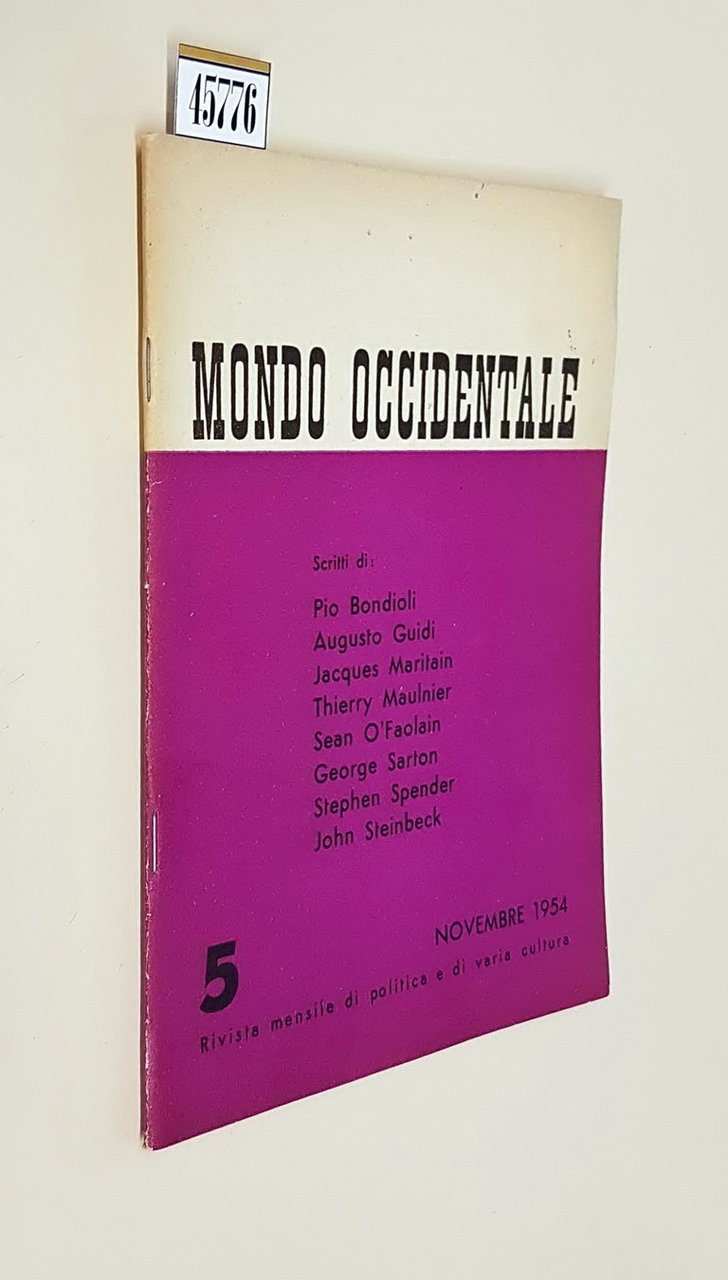 45776
MONDO OCCIDENTALE
Scritti di:
Pio Bondioli
Augusto Guidi
Jacques Maritain
Thierry Maulnier
Sean O'Faolain
George Sarton
Stephen Spender
John Steinbeck
5
NOVEMBRE 1954
Rivista mensile di politica e di varia cultura